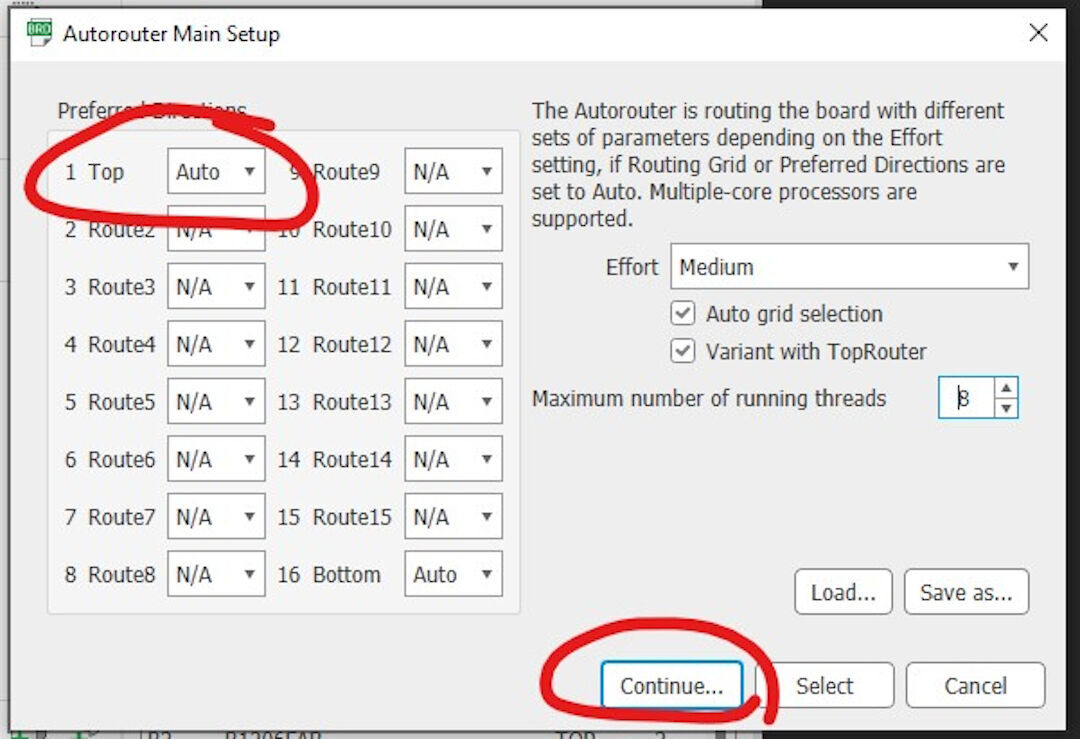 BRD
Autorouter Main Setup
Preferred Directions
1 Top Auto 9 Route9 N/A
2 Route2 N/A 10 Route10 N/A
3 Route3 N/A 11 Route11 N/A
4 Route4 N/A 12 Route12 N/A
5 Route5 N/A 13 Route13 N/A
6 Route6 N/A 14 Route14 N/A
7 Route7 N/A 15 Route15 N/A
8 Route8 N/A 16 Bottom Auto
The Autorouter is routing the board with different
sets of parameters depending on the Effort
setting, if Routing Grid or Preferred Directions are
set to Auto. Multiple-core processors are
supported.
Effort Medium
Auto grid selection
Variant with TopRouter
Maximum number of running threads 8
Load... Save as...
Continue... Select Cancel